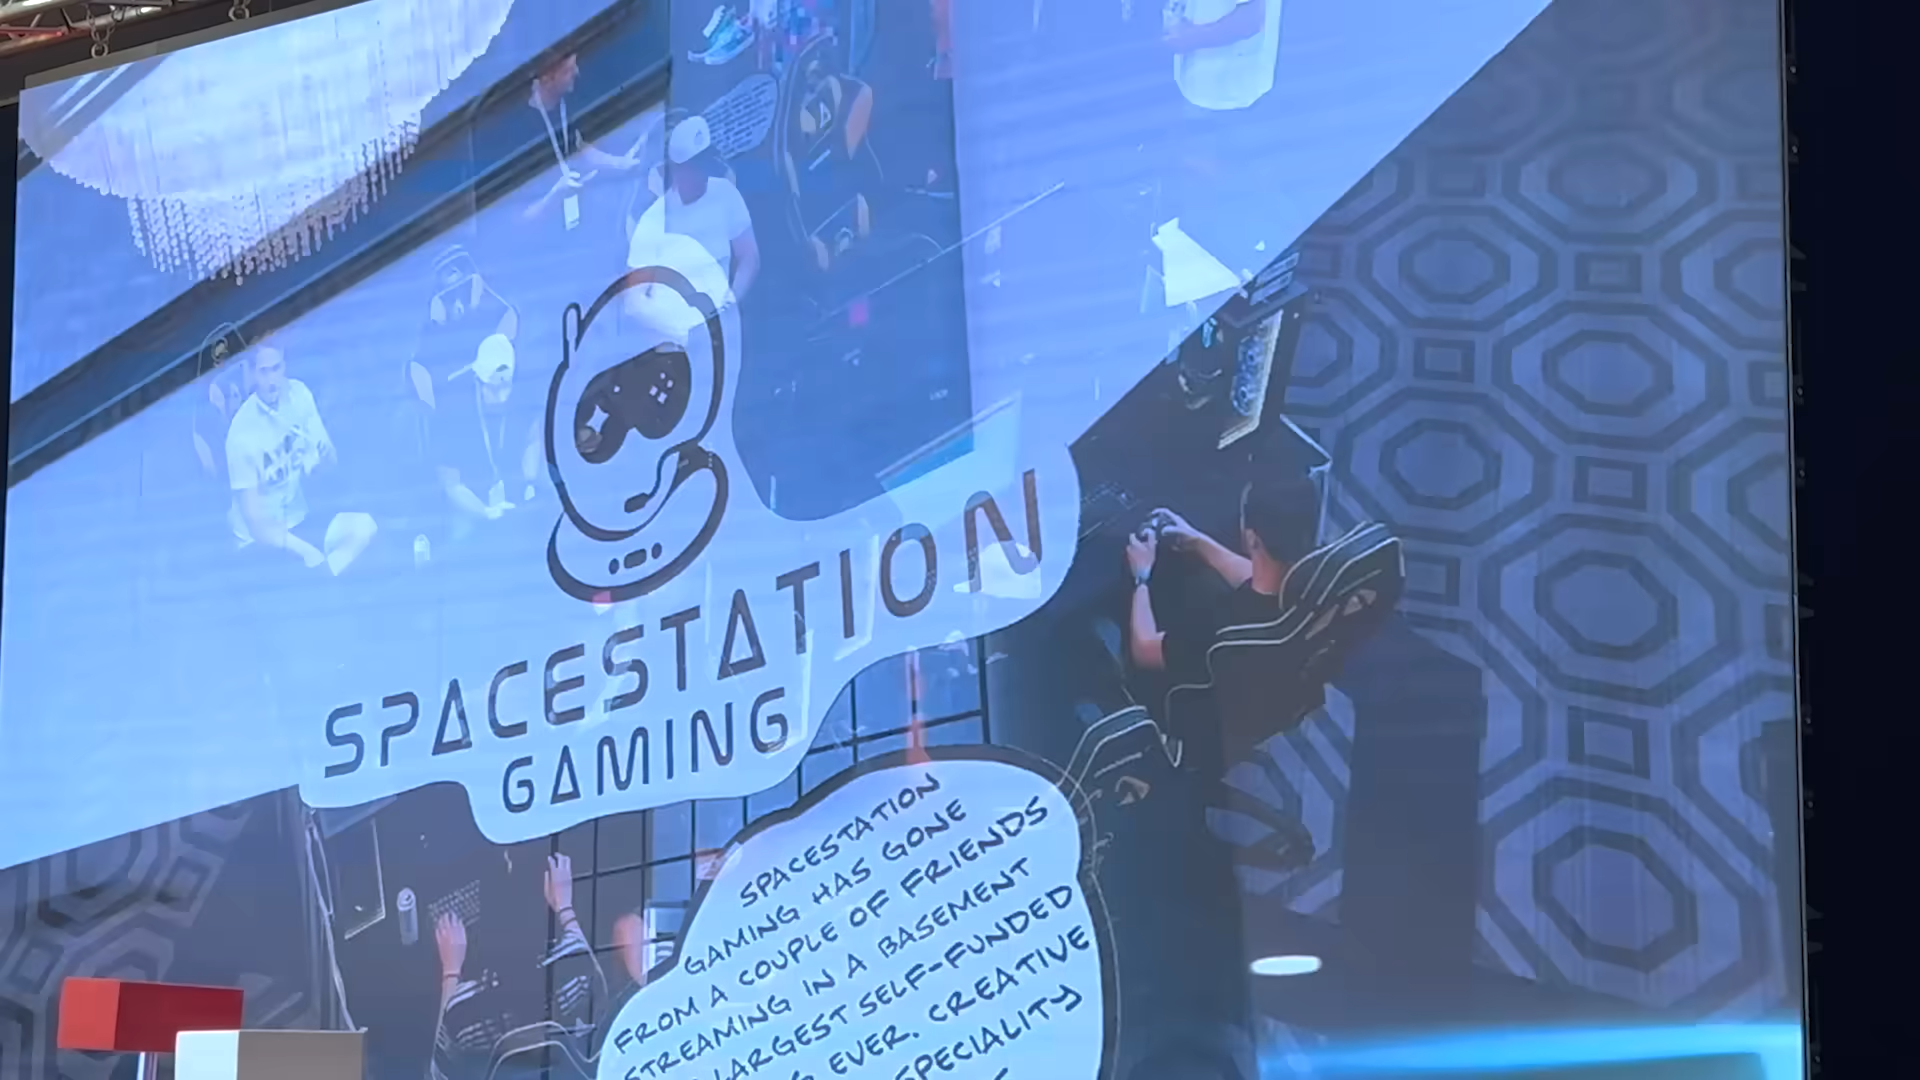 SPACESTATION
GAMING
SPACESTATION
GAMING HAS GONE
FROM A COUPLE OF FRIENDS
STREAMING IN A BASEMENT
LARGEST SELF-FUNDED
EVER. CREATIVE
SPECIALITY